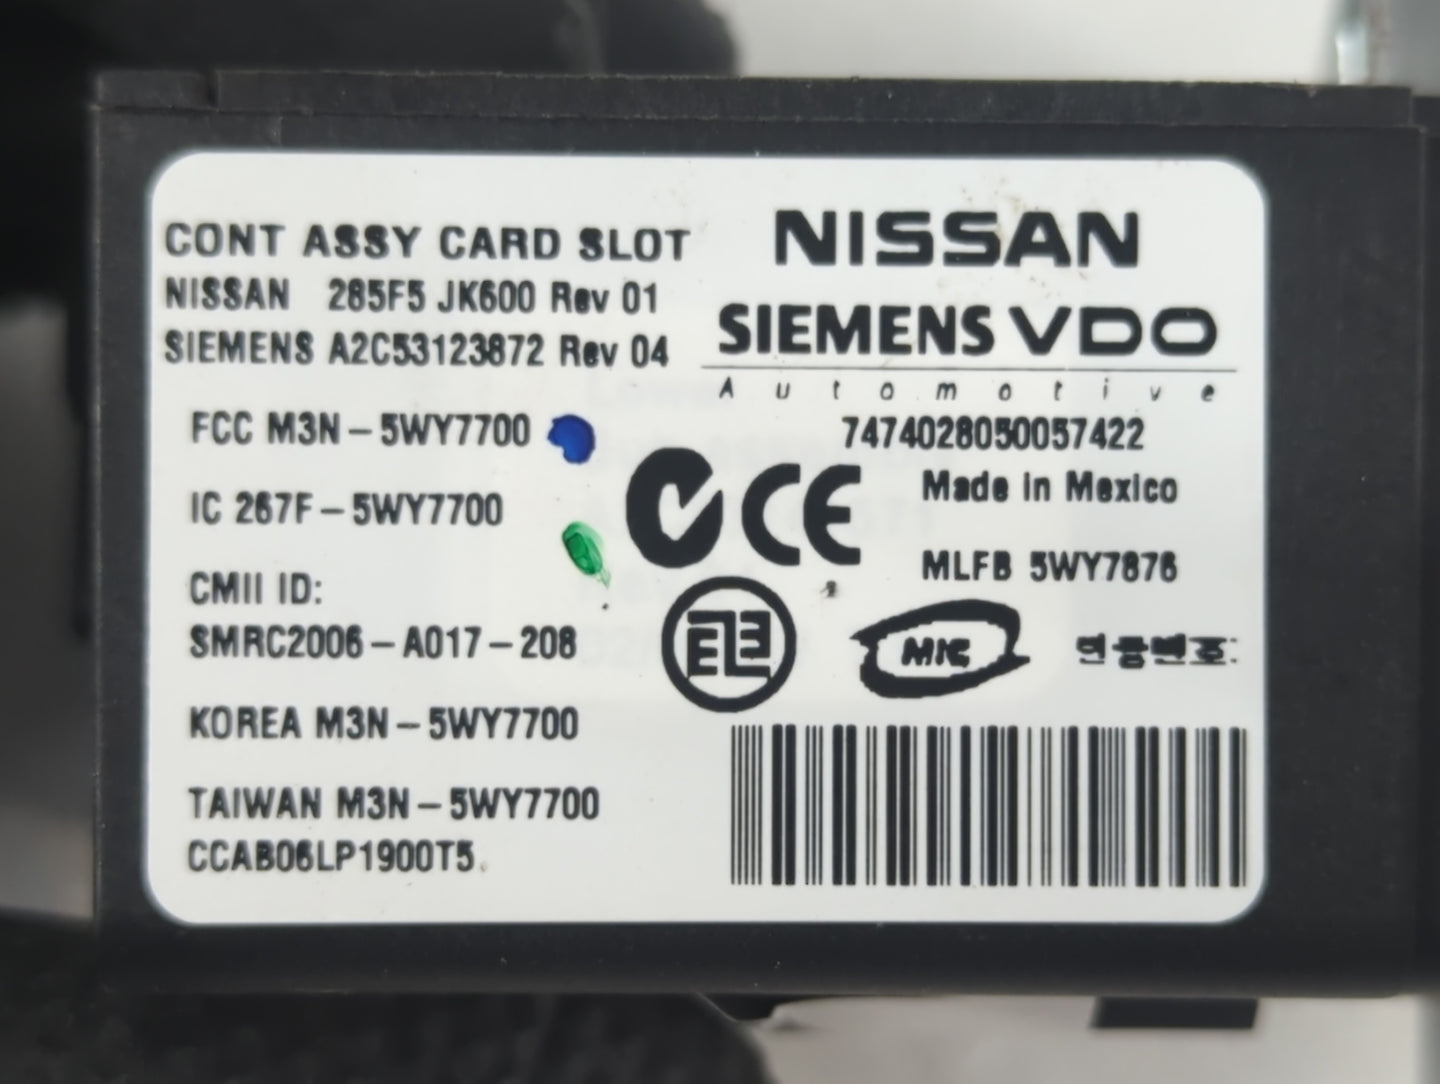 CONT ASSY CARD SLOT
NISSAN 285F5 JK600 Rev 01
SIEMENS A2C53123872 Rev 04
NISSAN
SIEMENS VDO
Automotive
7474028050057422
Made in Mexico
MLFB 5WY7876
FCC M3N-5WY7700
IC 267F-5WY7700
CMII ID:
SMRC2006-A017-208
KOREA M3N-5WY7700
TAIWAN M3N-5WY7700
CCAB06LP1900T5
CE
MIC